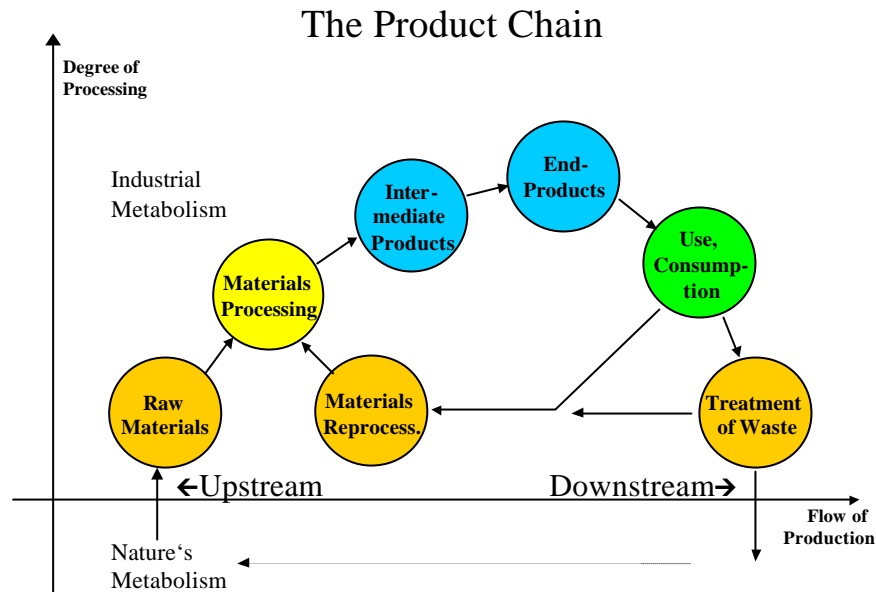 The Product Chain
Degree of
Processing
Industrial
Metabolism
End-
Products
Inter-
mediate
Products
Use,
Consump-
tion
Materials
Processing
Raw
Materials
Materials
Reprocess.
Treatment
of Waste
←Upstream
Downstream→
Flow of
Production
Nature‘s
Metabolism